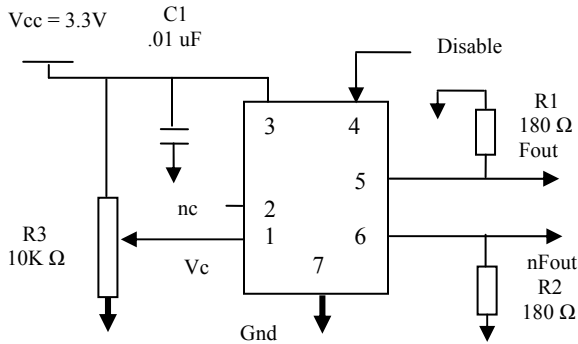 Vcc = 3.3V
C1
.01 uF
Disable
R1
180 Ω
Fout
3
4
5
nc
2
1
6
R3
10K Ω
Vc
7
nFout
R2
180 Ω
Gnd